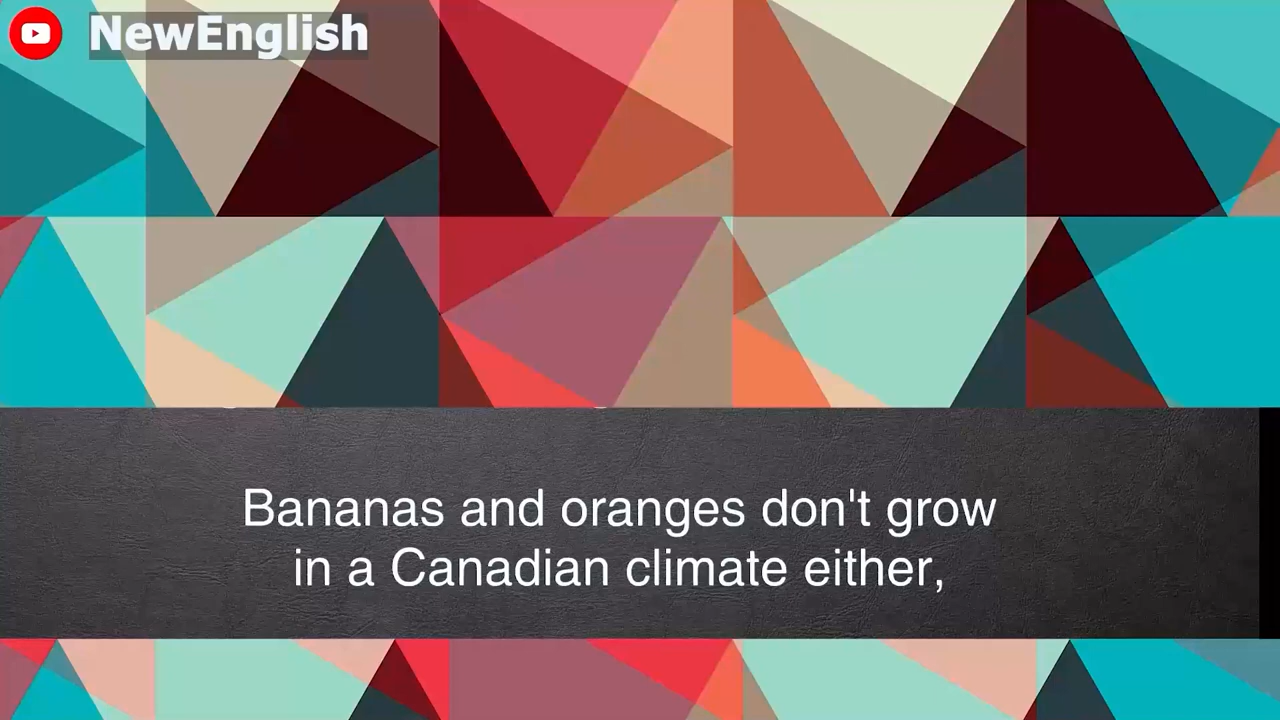 NewEnglish
Bananas and oranges don't grow
in a Canadian climate either,